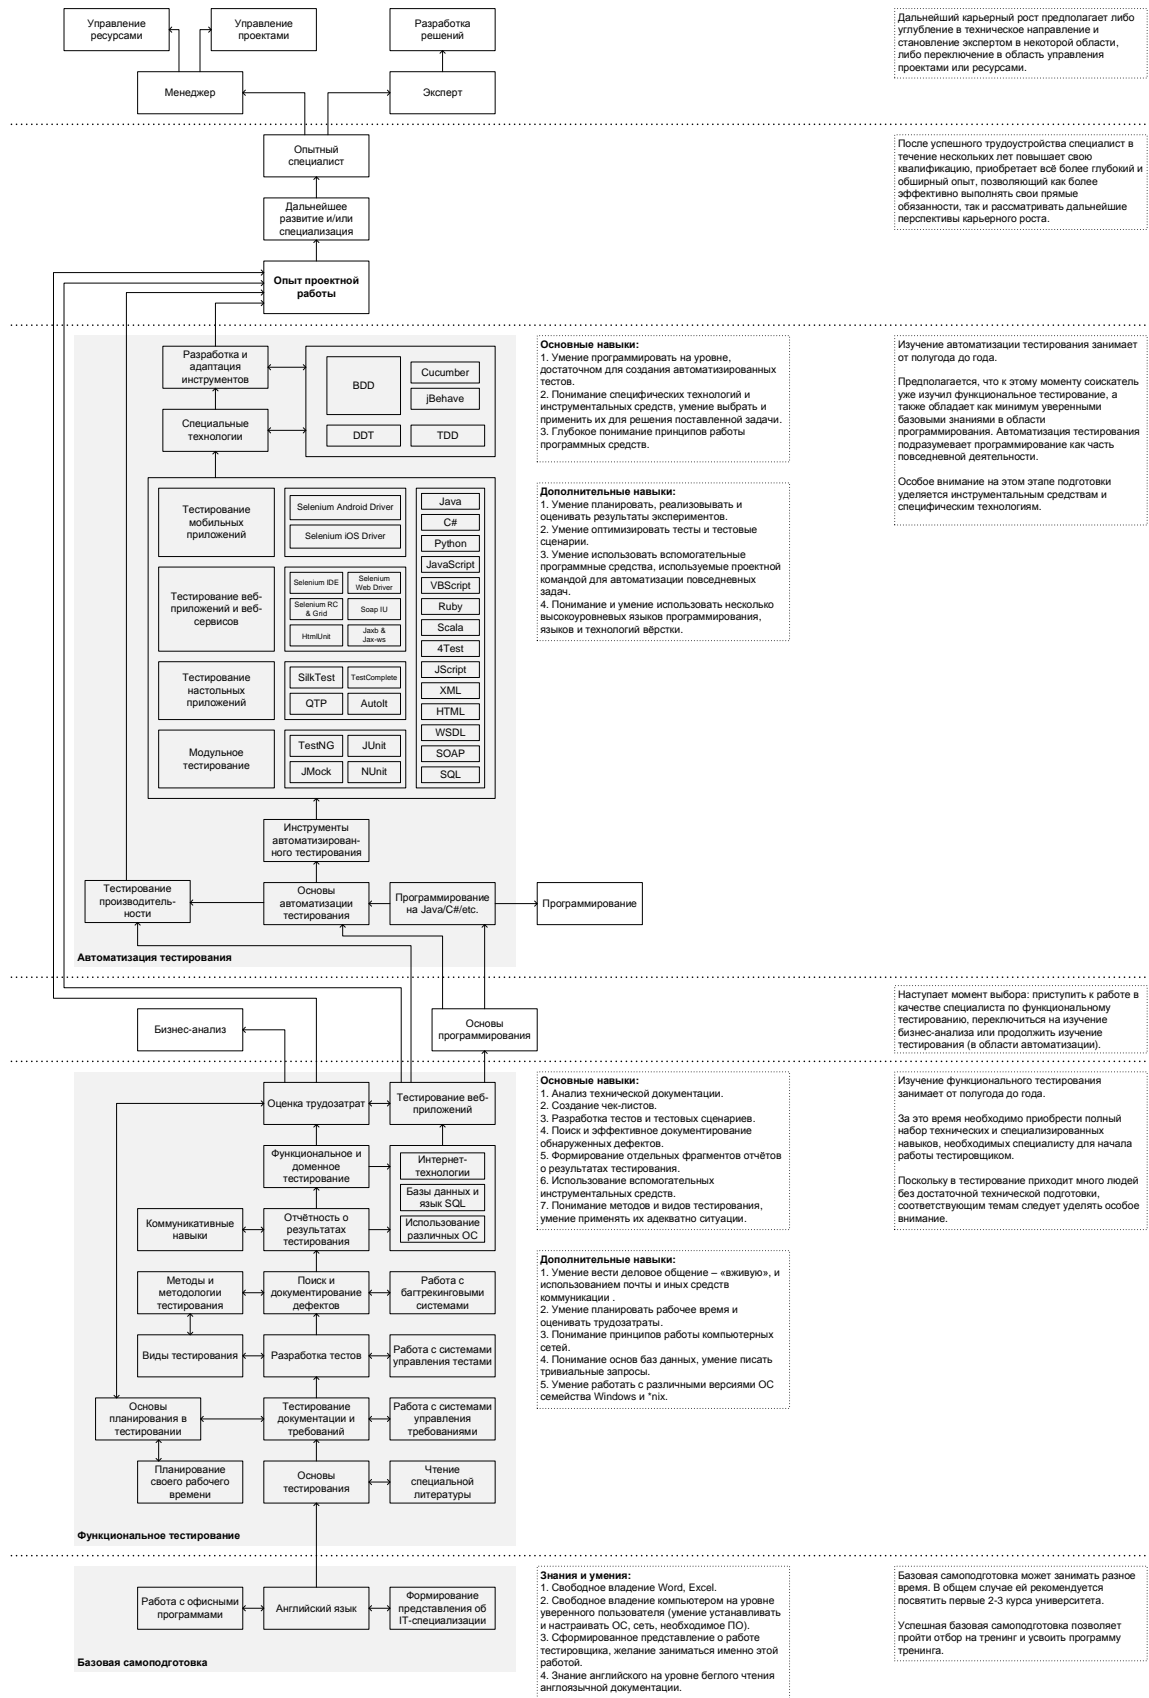 Управление
ресурсами
Управление
проектами
Разработка
решений
Дальнейший карьерный рост предполагает либо
углубление в техническое направление и
становление экспертом в некоторой области,
либо переключение в область управления
проектами или ресурсами.
Менеджер
Эксперт
Опытный
специалист
После успешного трудоустройства специалист в
течение нескольких лет повышает свою
квалификацию, приобретает всё более глубокий и
обширный опыт, позволяющий как более
эффективно выполнять свои прямые
обязанности, так и рассматривать дальнейшие
перспективы карьерного роста.
Дальнейшее
развитие и/или
специализация
Опыт проектной
работы
Разработка и
адаптация
инструментов
Специальные
технологии
BDD
Cucumber
jBehave
DDT
TDD
Основные навыки:
1. Умение программировать на уровне,
достаточном для создания автоматизированных
тестов.
2. Понимание специфических технологий и
инструментальных средств, умение выбрать и
применить их для решения поставленной задачи.
3. Глубокое понимание принципов работы
программных средств.
Изучение автоматизации тестирования занимает
от полугода до года.
Предполагается, что к этому моменту соискатель
уже изучил функциональное тестирование, а
также обладает как минимум уверенными
базовыми знаниями в области
программирования. Автоматизация тестирования
подразумевает программирование как часть
повседневной деятельности.
Особое внимание на этом этапе подготовки
уделяется инструментальным средствам и
специфическим технологиям.
Дополнительные навыки:
1. Умение планировать, реализовывать и
оценивать результаты экспериментов.
2. Умение оптимизировать тесты и тестовые
сценарии.
3. Умение использовать вспомогательные
программные средства, используемые проектной
командой для автоматизации повседневных
задач.
4. Понимание и умение использовать несколько
высокоуровневых языков программирования,
языков и технологий вёрстки.
Тестирование
мобильных
приложений
Selenium Android Driver
Selenium iOS Driver
Тестирование веб-
приложений и веб-
сервисов
Selenium IDE
Selenium
Web Driver
Selenium RC
& Grid
Soap IU
HtmlUnit
Jaxb &
Jax-ws
Тестирование
настольных
приложений
SilkTest
TestComplete
QTP
AutoIt
Модульное
тестирование
TestNG
JUnit
JMock
NUnit
Java
C#
Python
JavaScript
VBScript
Ruby
Scala
4Test
JScript
XML
HTML
WSDL
SOAP
SQL
Инструменты
автоматизирован-
ного тестирования
Тестирование
производитель-
ности
Основы
автоматизации
тестирования
Программирование
на Java/C#/etc.
Программирование
Автоматизация тестирования
Бизнес-анализ
Основы
программирования
Наступает момент выбора: приступить к работе в
качестве специалиста по функциональному
тестированию, переключиться на изучение
бизнес-анализа или продолжить изучение
тестирования (в области автоматизации).
Оценка трудозатрат
Тестирование веб-
приложений
Функциональное и
доменное
тестирование
Интернет-
технологии
Базы данных и
язык SQL
Использование
различных ОС
Коммуникативные
навыки
Отчётность о
результатах
тестирования
Методы и
методологии
тестирования
Поиск и
документирование
дефектов
Работа с
багтрекинговыми
системами
Виды тестирования
Разработка тестов
Работа с системами
управления тестами
Основы
планирования в
тестировании
Тестирование
документации и
требований
Работа с системами
управления
требованиями
Планирование
своего рабочего
времени
Основы
тестирования
Чтение
специальной
литературы
Функциональное тестирование
Основные навыки:
1. Анализ технической документации.
2. Создание чек-листов.
3. Разработка тестов и тестовых сценариев.
4. Поиск и эффективное документирование
обнаруженных дефектов.
5. Формирование отдельных фрагментов отчётов
о результатах тестирования.
6. Использование вспомогательных
инструментальных средств.
7. Понимание методов и видов тестирования,
умение применять их адекватно ситуации.
Изучение функционального тестирования
занимает от полугода до года.
За это время необходимо приобрести полный
набор технических и специализированных
навыков, необходимых специалисту для начала
работы тестировщиком.
Поскольку в тестирование приходит много людей
без достаточной технической подготовки,
соответствующим темам следует уделять особое
внимание.
Дополнительные навыки:
1. Умение вести деловое общение – «вживую», и
использованием почты и иных средств
коммуникации .
2. Умение планировать рабочее время и
оценивать трудозатраты.
3. Понимание принципов работы компьютерных
сетей.
4. Понимание основ баз данных, умение писать
тривиальные запросы.
5. Умение работать с различными версиями ОС
семейства Windows и *nix.
Работа с офисными
программами
Английский язык
Формирование
представления об
IT-специализации
Базовая самоподготовка
Знания и умения:
1. Свободное владение Word, Excel.
2. Свободное владение компьютером на уровне
уверенного пользователя (умение устанавливать
и настраивать ОС, сеть, необходимое ПО).
3. Сформированное представление о работе
тестировщика, желание заниматься именно этой
работой.
4. Знание английского на уровне беглого чтения
англоязычной документации.
Базовая самоподготовка может занимать разное
время. В общем случае ей рекомендуется
посвятить первые 2-3 курса университета.
Успешная базовая самоподготовка позволяет
пройти отбор на тренинг и усвоить программу
тренинга.